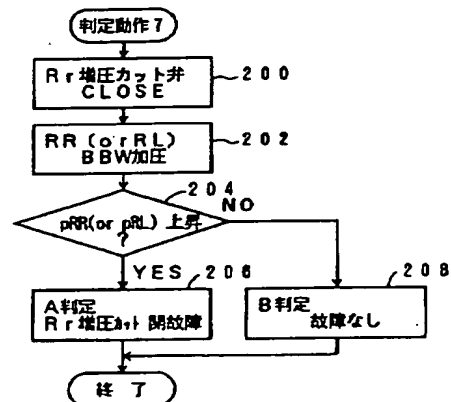 判定動作7
Rr増圧カット弁
CLOSE
200
RR(orRL)
BBW加圧
202
204
pRR(or pRL) 上昇
?
NO
YES
206
A判定
Rr増圧カット 開故障
208
B判定
故障なし
終 了